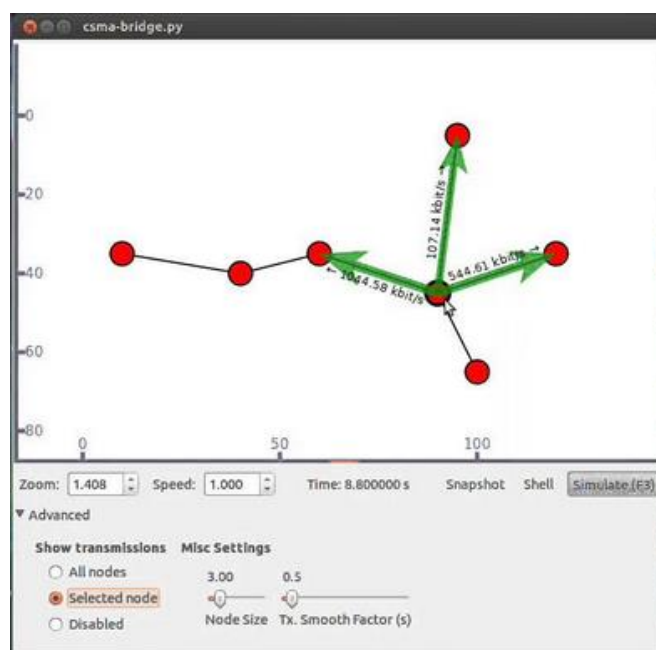 csma-bridge.py
0
20
40
60
80
107.14 kbit/s →
544.61 kbit/s →
← 1044.58 kbit/s
0 50 100
Zoom: 1.408 Speed: 1.000 Time: 8.800000 s Snapshot Shell Simulate (F3)
▼ Advanced
Show transmissions Misc Settings
All nodes 3.00 0.5
Selected node
Node Size Tx. Smooth Factor (s)
Disabled